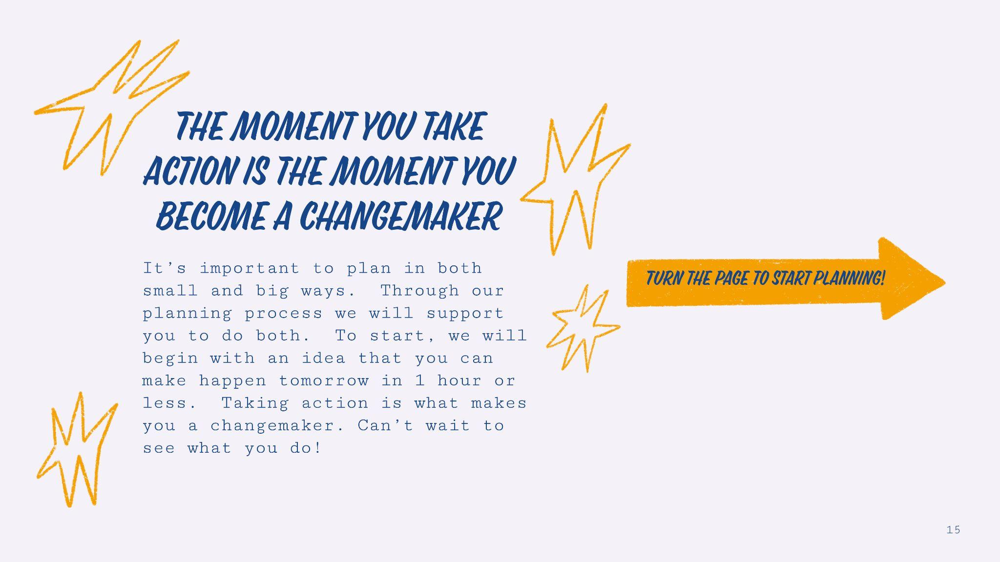 THE MOMENT YOU TAKE
ACTION IS THE MOMENT YOU
BECOME A CHANGEMAKER
It’s important to plan in both
small and big ways.  Through our
planning process we will support
you to do both.  To start, we will
begin with an idea that you can
make happen tomorrow in 1 hour or
less.  Taking action is what makes
you a changemaker. Can’t wait to
see what you do!
TURN THE PAGE TO START PLANNING!
15